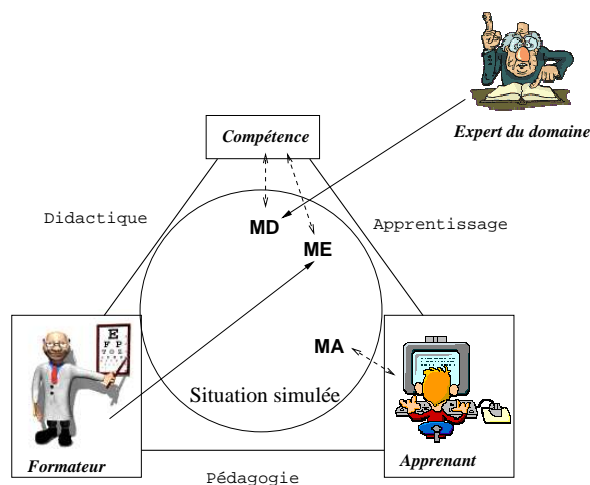 Expert du domaine
Compétence
Didactique
Apprentissage
MD
ME
MA
Situation simulée
E
F P
Formateur
Apprenant
Pédagogie